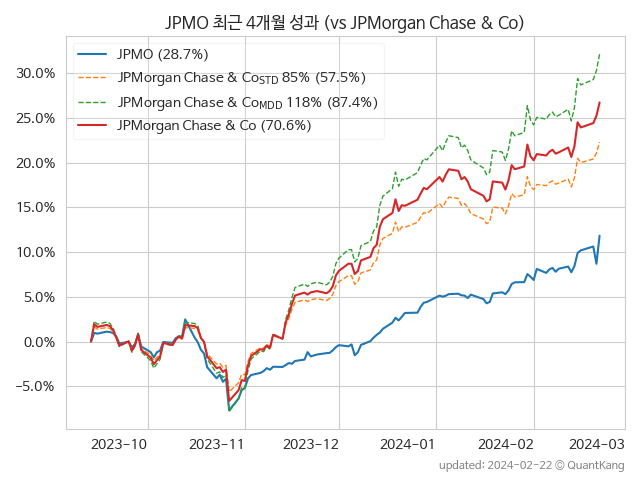 JPMO 최근 4개월 성과 (vs JPMorgan Chase & Co)
JPMO (28.7%)
JPMorgan Chase & CoSTD 85% (57.5%)
JPMorgan Chase & CoMDD 118% (87.4%)
JPMorgan Chase & Co (70.6%)
30.0%
25.0%
20.0%
15.0%
10.0%
5.0%
0.0%
−5.0%
2023-10 2023-11 2023-12 2024-01 2024-02 2024-03
updated: 2024-02-22 © QuantKang